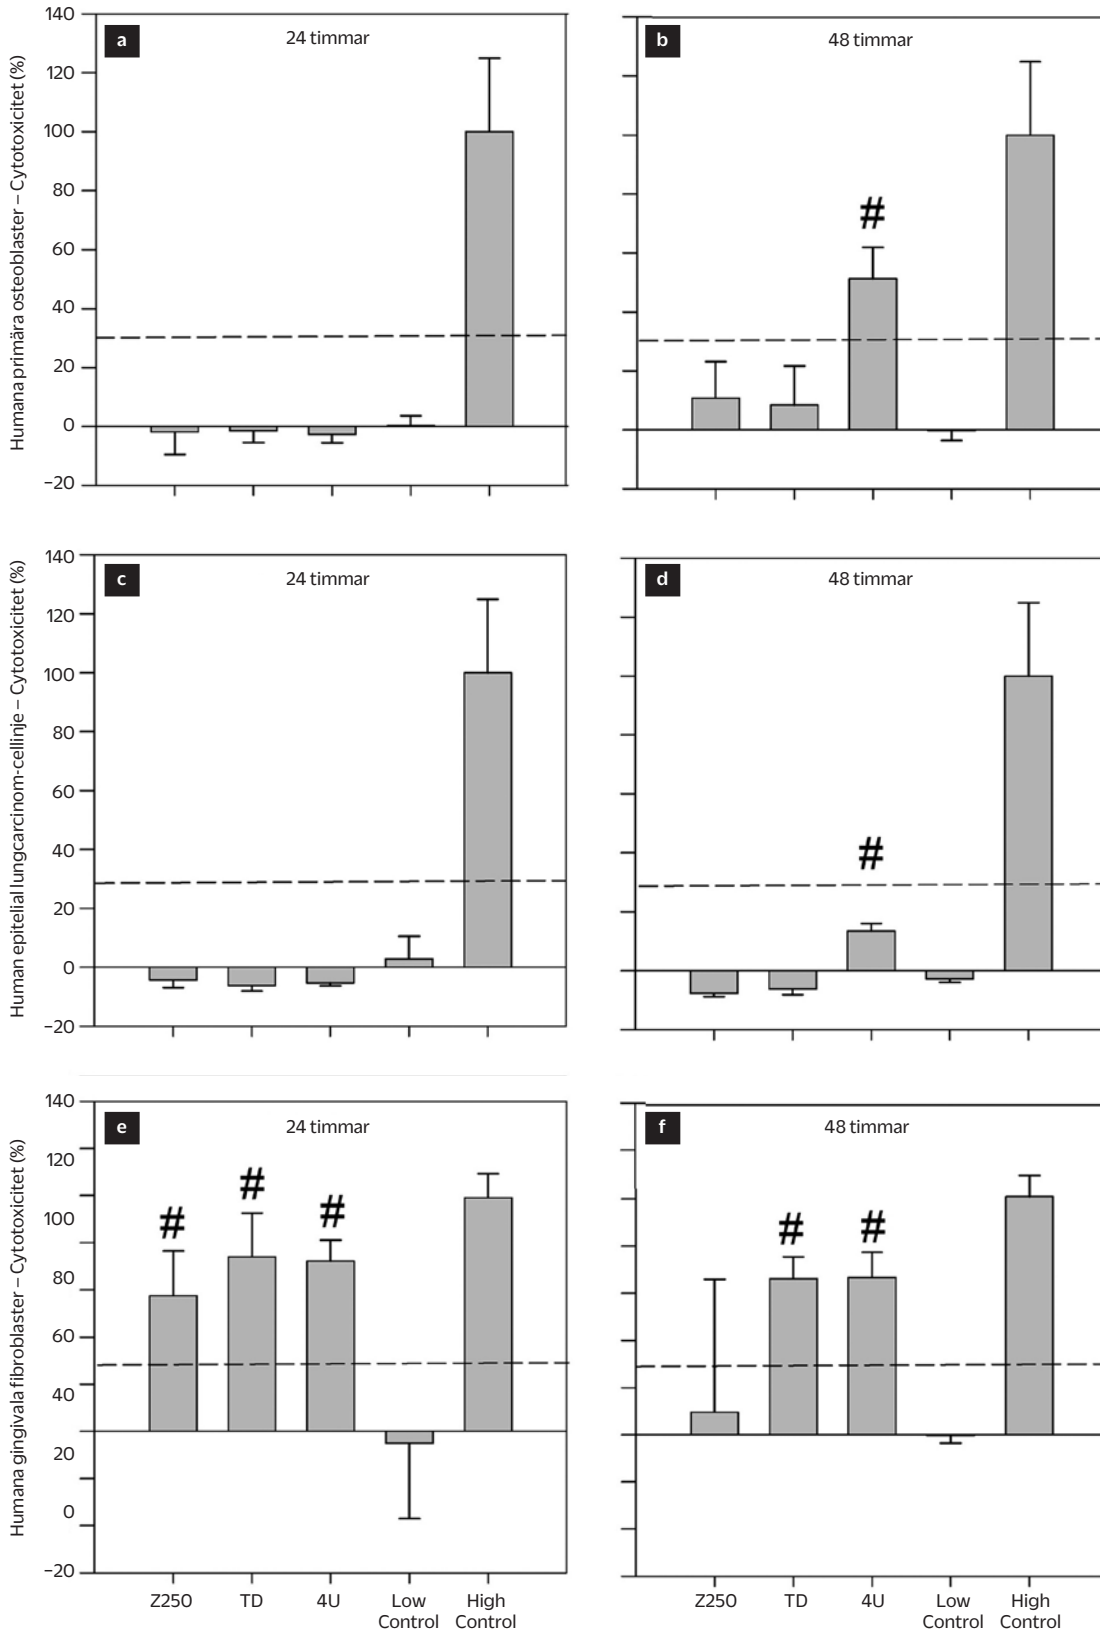 Humana primära osteoblaster – Cytotoxicitet (%)
140
120
100
80
60
40
20
0
–20
a
24 timmar
b
48 timmar
#
Human epitelial lungcarcinom-cellinje – Cytotoxicitet (%)
140
120
100
80
60
40
20
0
–20
c
24 timmar
d
48 timmar
#
Humana gingivala fibroblaster – Cytotoxicitet (%)
140
120
100
80
60
40
20
0
–20
e
24 timmar
# # #
Z250 TD 4U Low Control High Control
f
48 timmar
# #
Z250 TD 4U Low Control High Control